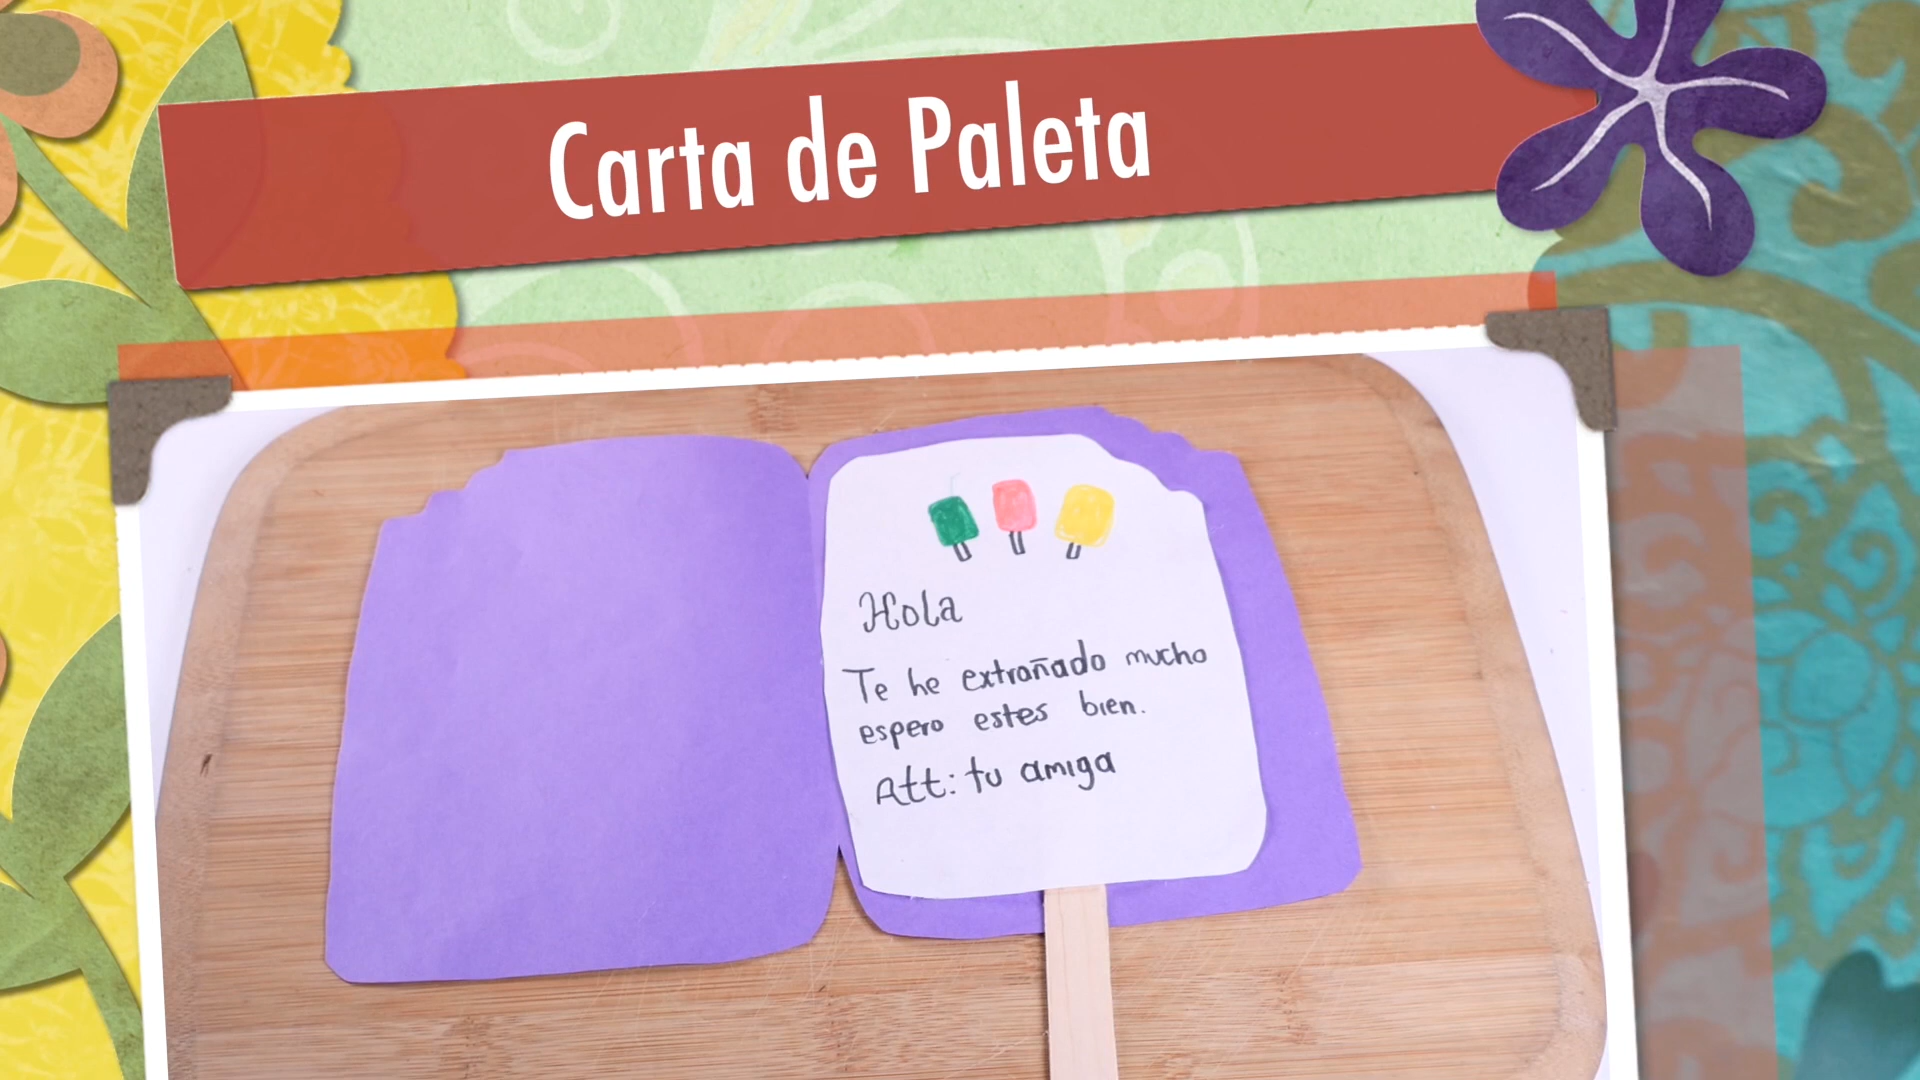 Carta de Paleta
Hola
Te he extrañado mucho
espero estes bien.
Att: tu amiga